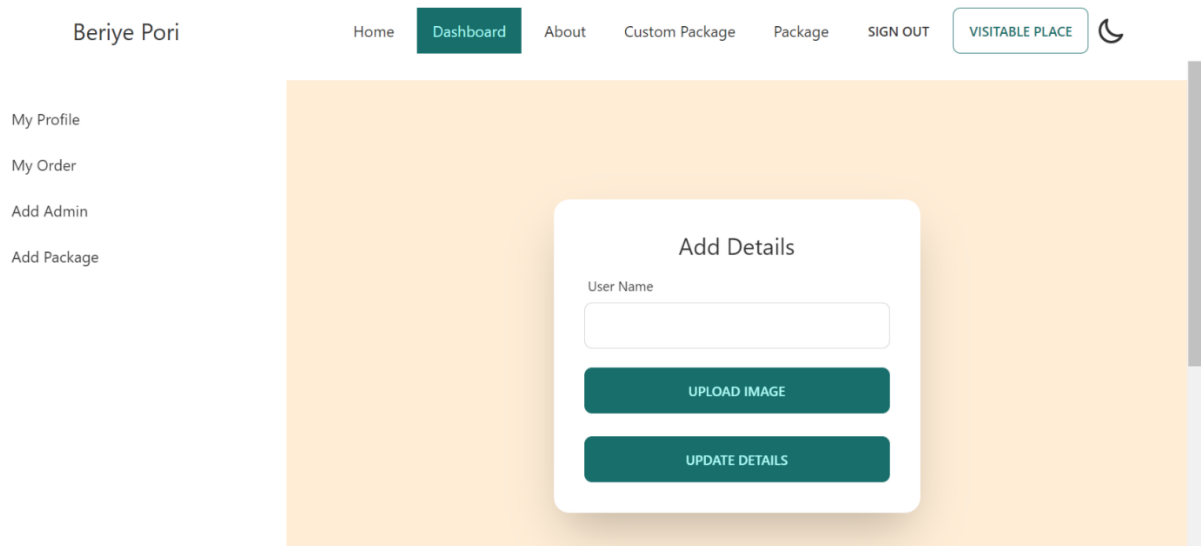 Beriye Pori
Home Dashboard About Custom Package Package SIGN OUT VISITABLE PLACE
My Profile
My Order
Add Admin
Add Package
Add Details
User Name
UPLOAD IMAGE
UPDATE DETAILS